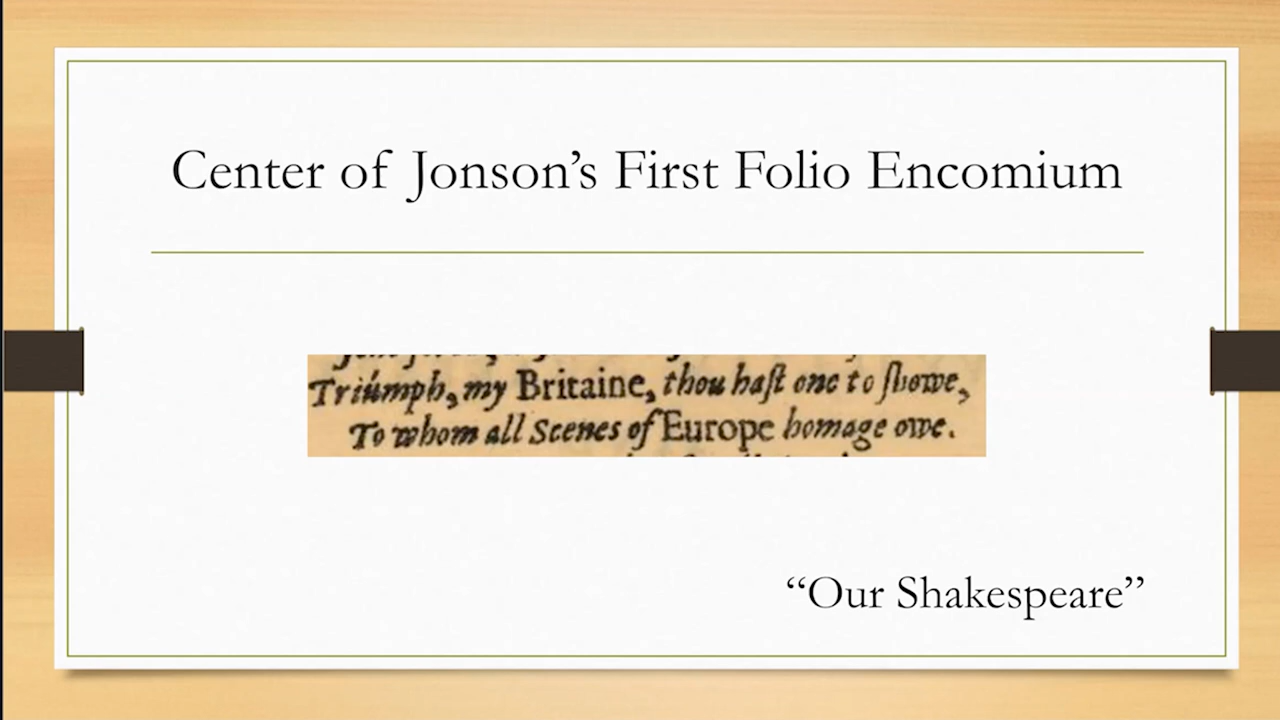 Center of Jonson’s First Folio Encomium
Triúmph, my Britaine, thou haſt one to ſhowe,
To whom all Scenes of Europe homage owe.
“Our Shakespeare”